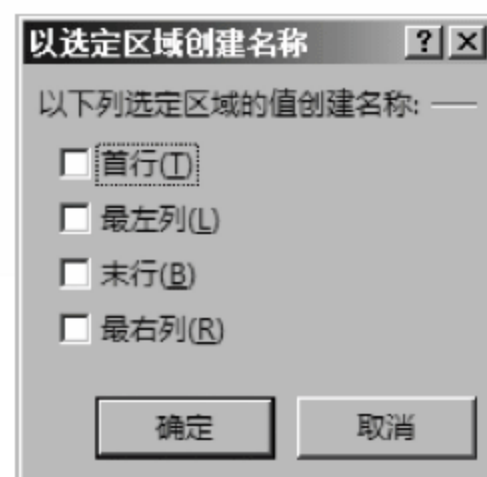 以选定区域创建名称
以下列选定区域的值创建名称:
首行(T)
最左列(L)
末行(B)
最右列(R)
确定 取消